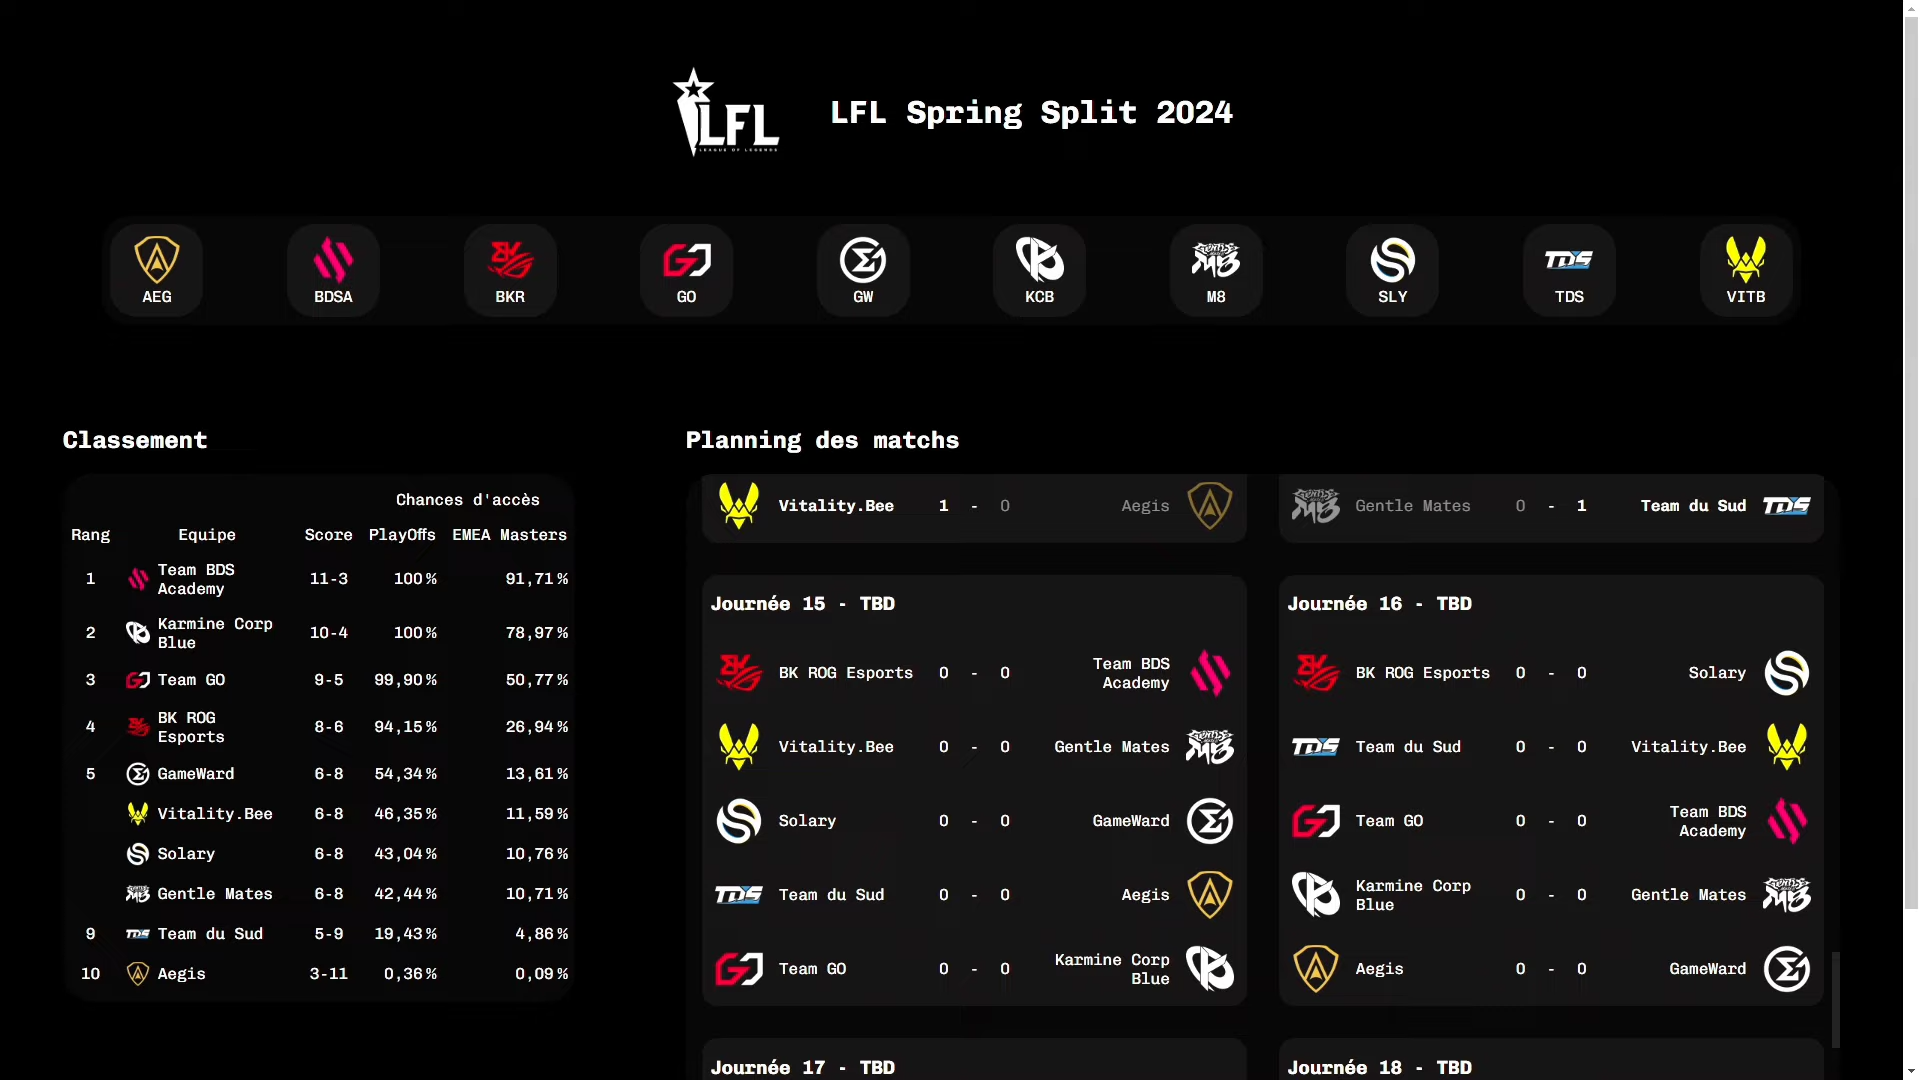 LFL
LEAGUE OF LEGENDS
LFL Spring Split 2024
AEG
BDSA
BKR
GO
GW
KCB
M8
SLY
TDS
VITB
Classement
Chances d'accès
Rang Equipe Score PlayOffs EMEA Masters
1 Team BDS Academy 11-3 100% 91,71%
2 Karmine Corp Blue 10-4 100% 78,97%
3 Team GO 9-5 99,90% 50,77%
4 BK ROG Esports 8-6 94,15% 26,94%
5 GameWard 6-8 54,34% 13,61%
Vitality.Bee 6-8 46,35% 11,59%
Solary 6-8 43,04% 10,76%
Gentle Mates 6-8 42,44% 10,71%
9 Team du Sud 5-9 19,43% 4,86%
10 Aegis 3-11 0,36% 0,09%
Planning des matchs
Vitality.Bee 1 - 0 Aegis
Gentle Mates 0 - 1 Team du Sud
Journée 15 - TBD
BK ROG Esports 0 - 0 Team BDS Academy
Vitality.Bee 0 - 0 Gentle Mates
Solary 0 - 0 GameWard
Team du Sud 0 - 0 Aegis
Team GO 0 - 0 Karmine Corp Blue
Journée 16 - TBD
BK ROG Esports 0 - 0 Solary
Team du Sud 0 - 0 Vitality.Bee
Team GO 0 - 0 Team BDS Academy
Karmine Corp Blue 0 - 0 Gentle Mates
Aegis 0 - 0 GameWard
Journée 17 - TBD
Journée 18 - TBD